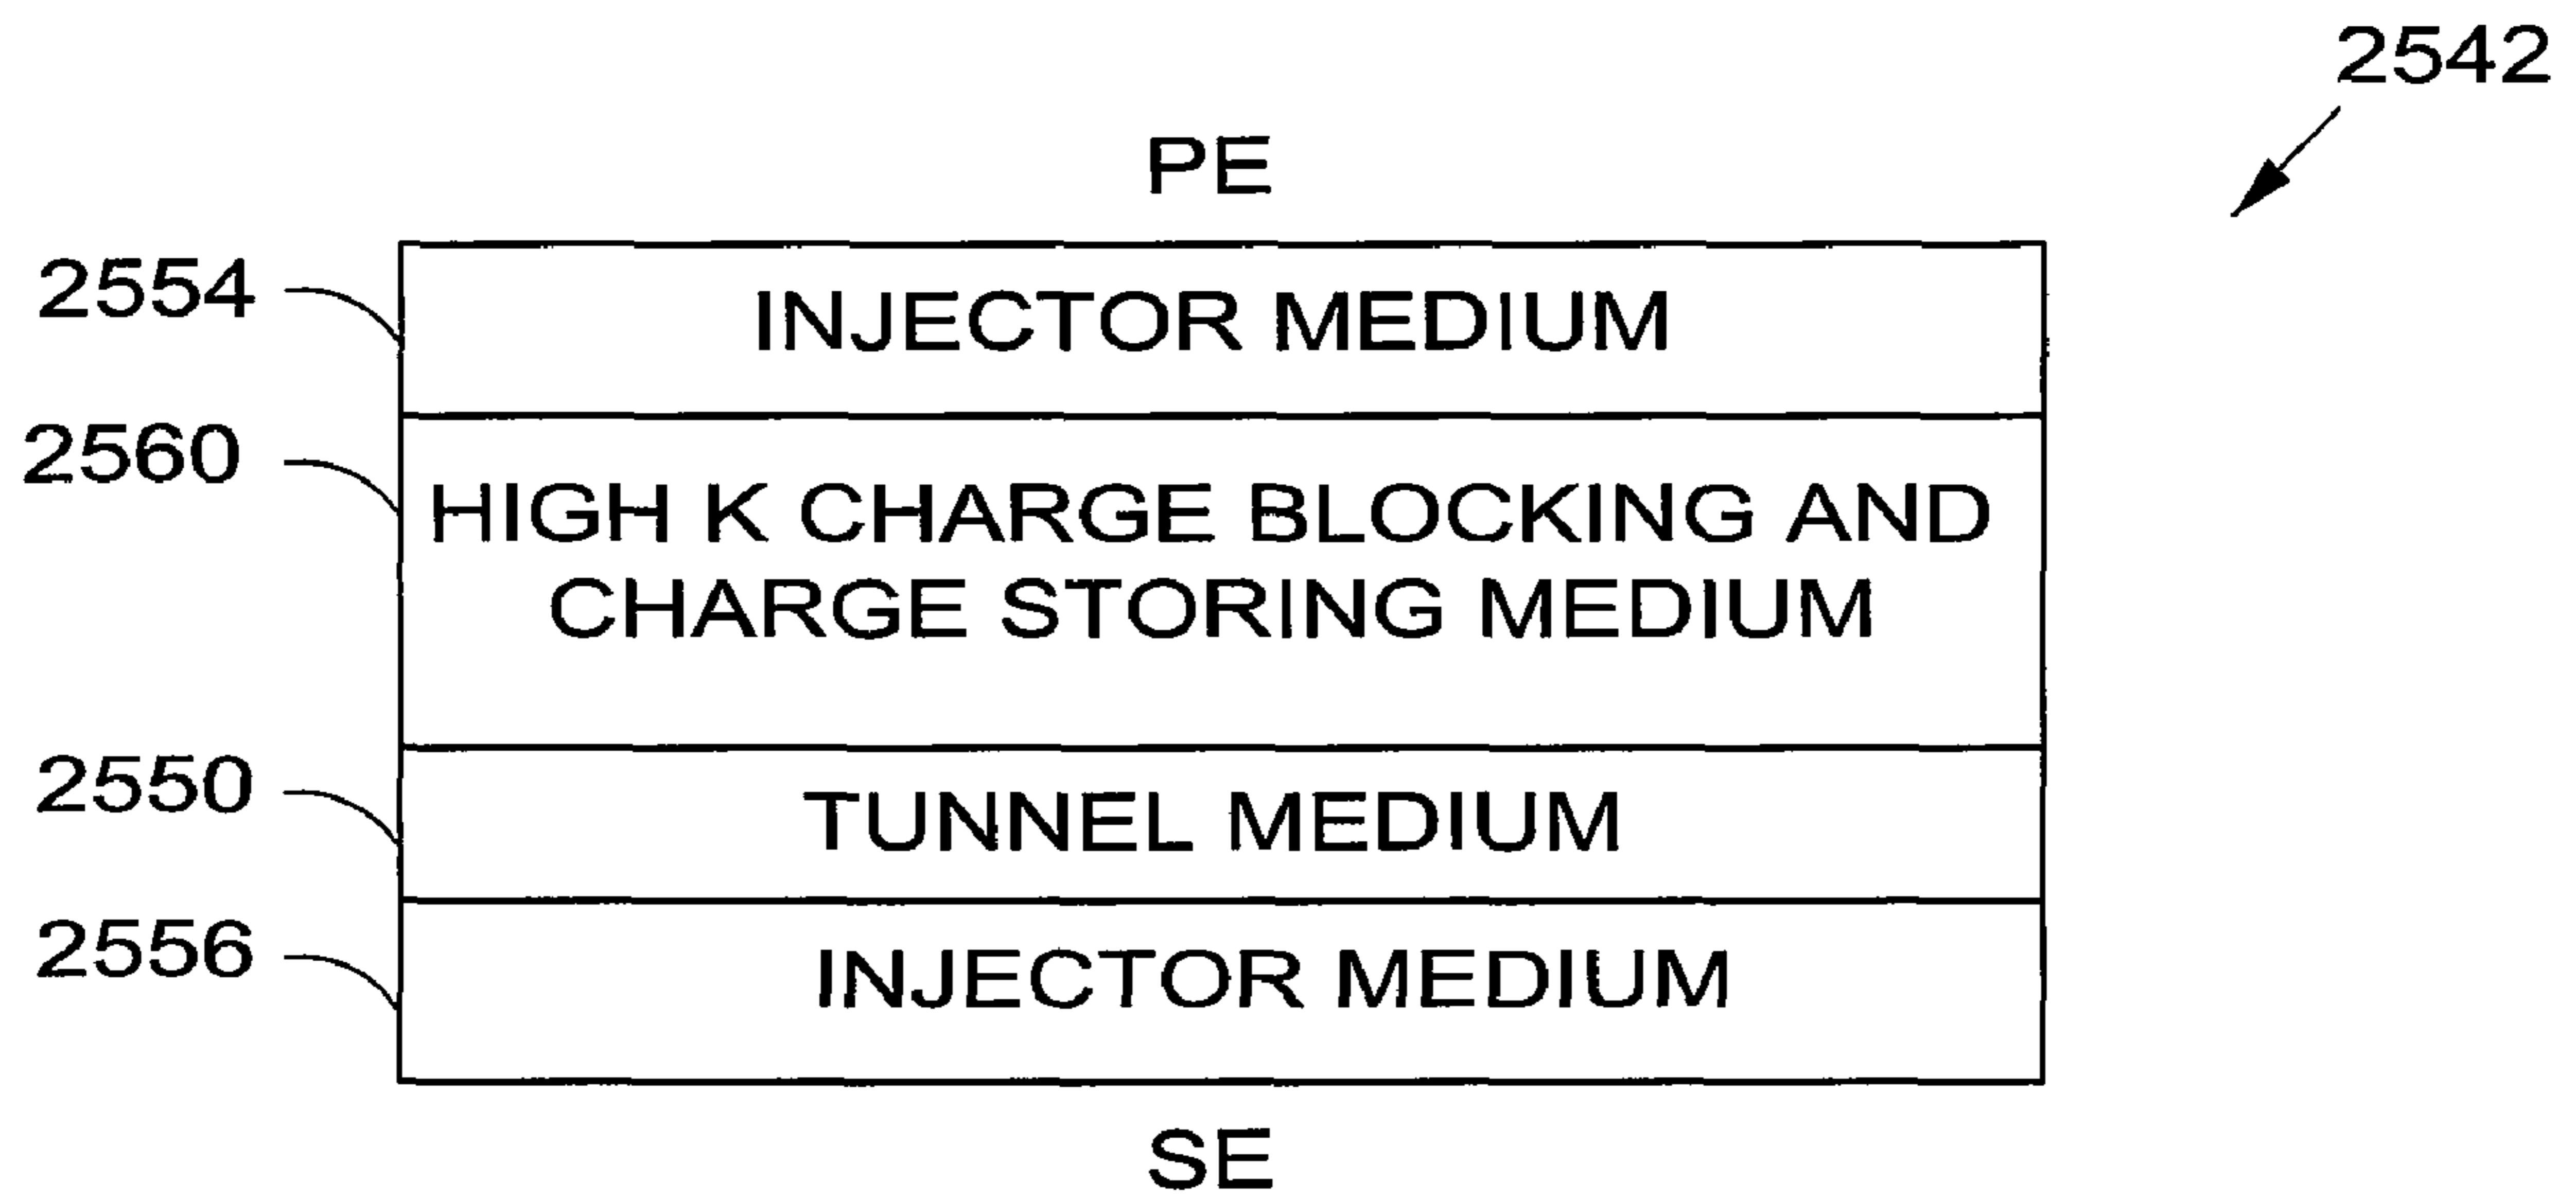 2542
PE
2554
INJECTOR MEDIUM
2560
HIGH K CHARGE BLOCKING AND
CHARGE STORING MEDIUM
2550
TUNNEL MEDIUM
2556
INJECTOR MEDIUM
SE